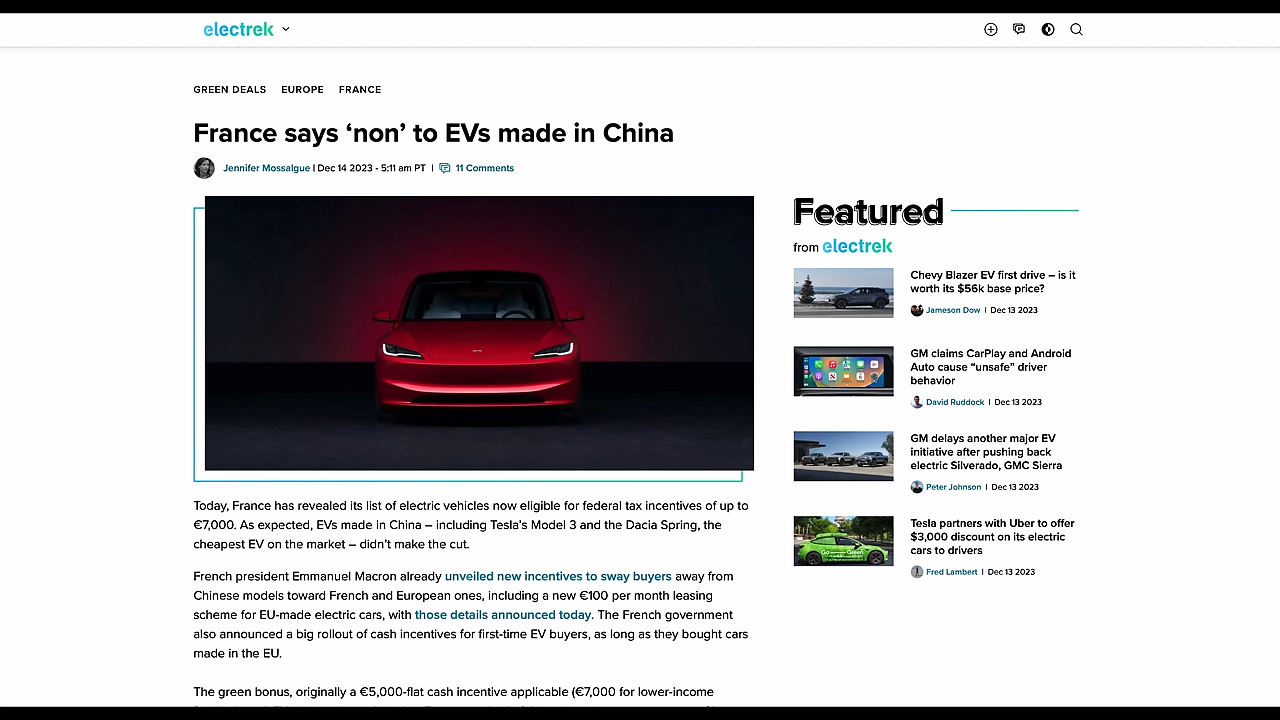 electrek
GREEN DEALS EUROPE FRANCE
France says ‘non’ to EVs made in China
Jennifer Mossalgue | Dec 14 2023 - 5:11 am PT | 11 Comments
Today, France has revealed its list of electric vehicles now eligible for federal tax incentives of up to
€7,000. As expected, EVs made in China – including Tesla’s Model 3 and the Dacia Spring, the
cheapest EV on the market – didn’t make the cut.
French president Emmanuel Macron already unveiled new incentives to sway buyers away from
Chinese models toward French and European ones, including a new €100 per month leasing
scheme for EU-made electric cars, with those details announced today. The French government
also announced a big rollout of cash incentives for first-time EV buyers, as long as they bought cars
made in the EU.
The green bonus, originally a €5,000-flat cash incentive applicable (€7,000 for lower-income
Featured
from electrek
Chevy Blazer EV first drive – is it
worth its $56k base price?
Jameson Dow | Dec 13 2023
GM claims CarPlay and Android
Auto cause “unsafe” driver
behavior
David Ruddock | Dec 13 2023
GM delays another major EV
initiative after pushing back
electric Silverado, GMC Sierra
Peter Johnson | Dec 13 2023
Go Green
Tesla partners with Uber to offer
$3,000 discount on its electric
cars to drivers
Fred Lambert | Dec 13 2023